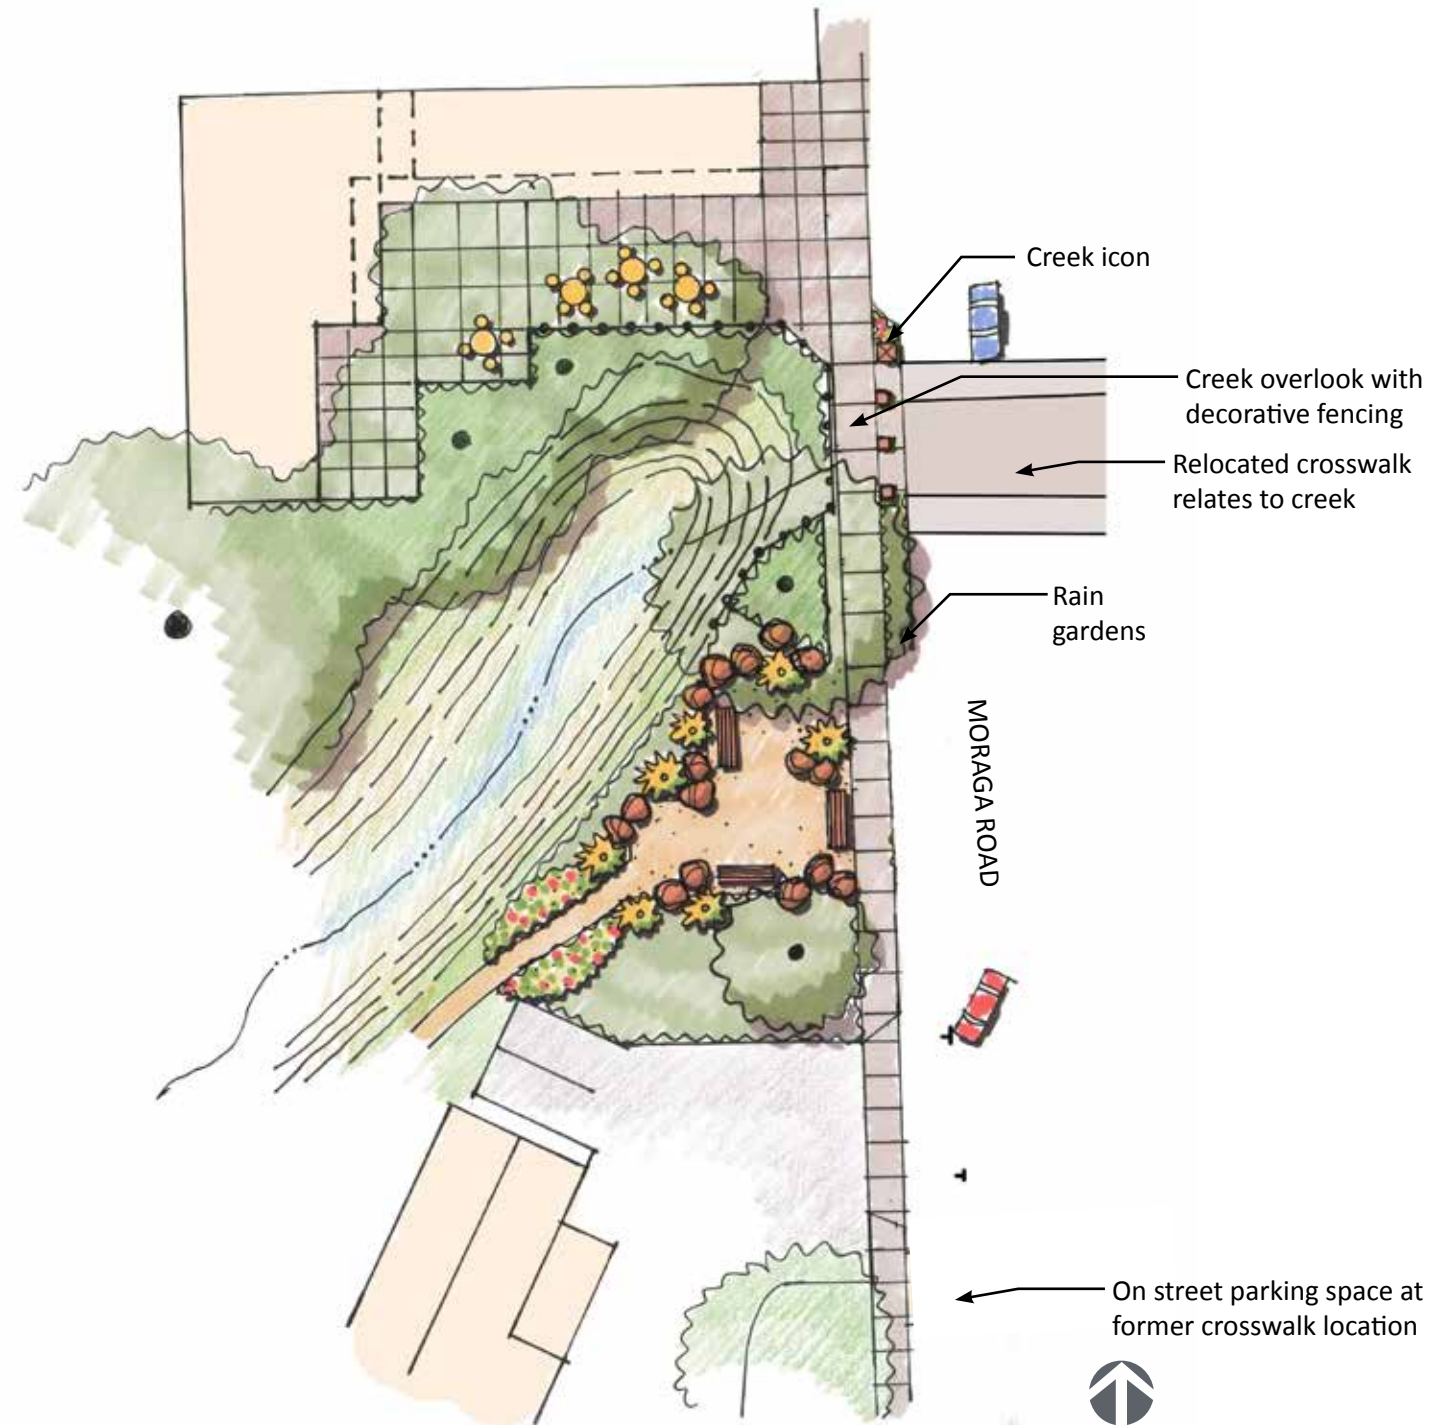 Creek icon
Creek overlook with
decorative fencing
Relocated crosswalk
relates to creek
Rain
gardens
MORAGA ROAD
On street parking space at
former crosswalk location